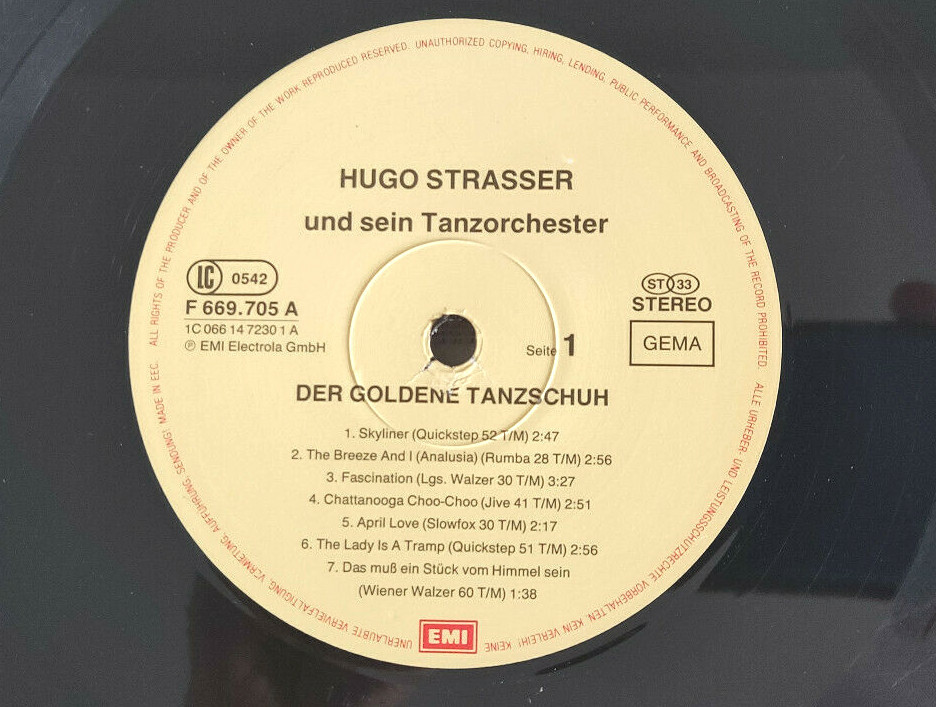 ALL RIGHTS OF THE PRODUCER AND OF THE OWNER OF THE WORK REPRODUCED RESERVED. UNAUTHORIZED COPYING, HIRING, LENDING, PUBLIC PERFORMANCE AND BROADCASTING OF THE RECORD PROHIBITED. ALLE URHEBER- UND LEISTUNGSSCHUTZRECHTE VORBEHALTEN. KEIN VERLEIH! KEINE UNERLAUBTE VERVIELFÄLTIGUNG, VERMIETUNG, AUFFÜHRUNG, SENDUNG! MADE IN EEC.
HUGO STRASSER
und sein Tanzorchester
LC 0542
F 669.705 A
1C 066 14 7230 1 A
℗ EMI Electrola GmbH
ST 33
STEREO
GEMA
Seite 1
DER GOLDENE TANZSCHUH
1. Skyliner (Quickstep 52 T/M) 2:47
2. The Breeze And I (Analusia) (Rumba 28 T/M) 2:56
3. Fascination (Lgs. Walzer 30 T/M) 3:27
4. Chattanooga Choo-Choo (Jive 41 T/M) 2:51
5. April Love (Slowfox 30 T/M) 2:17
6. The Lady Is A Tramp (Quickstep 51 T/M) 2:56
7. Das muß ein Stück vom Himmel sein
(Wiener Walzer 60 T/M) 1:38
EMI